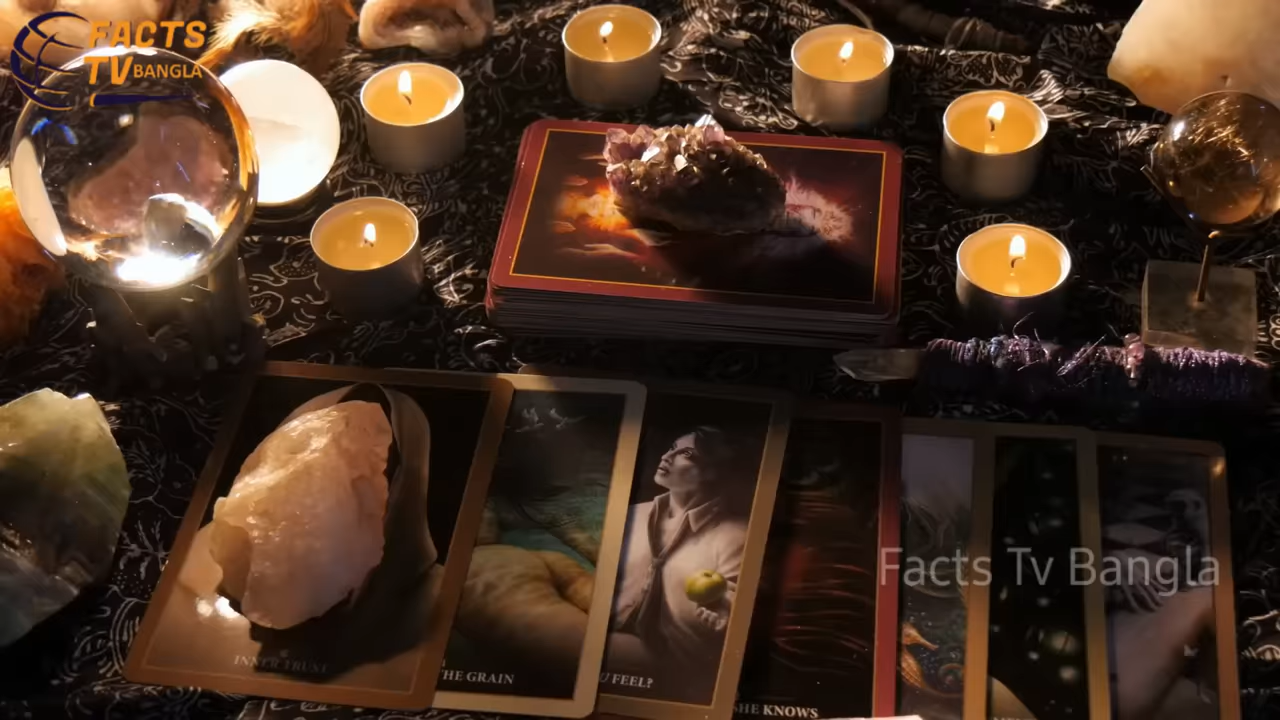 FACTS
TV BANGLA
Facts Tv Bangla
INNER TRUST
THE GRAIN
U FEEL?
SHE KNOWS